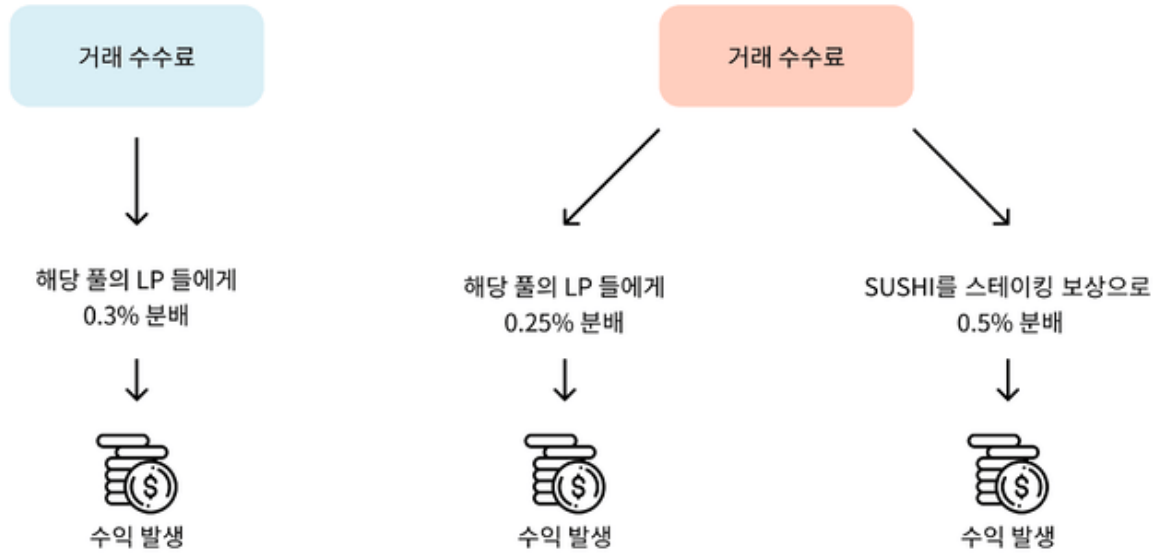 거래 수수료
해당 풀의 LP 들에게
0.3% 분배
수익 발생
거래 수수료
해당 풀의 LP 들에게
0.25% 분배
수익 발생
SUSHI를 스테이킹 보상으로
0.5% 분배
수익 발생